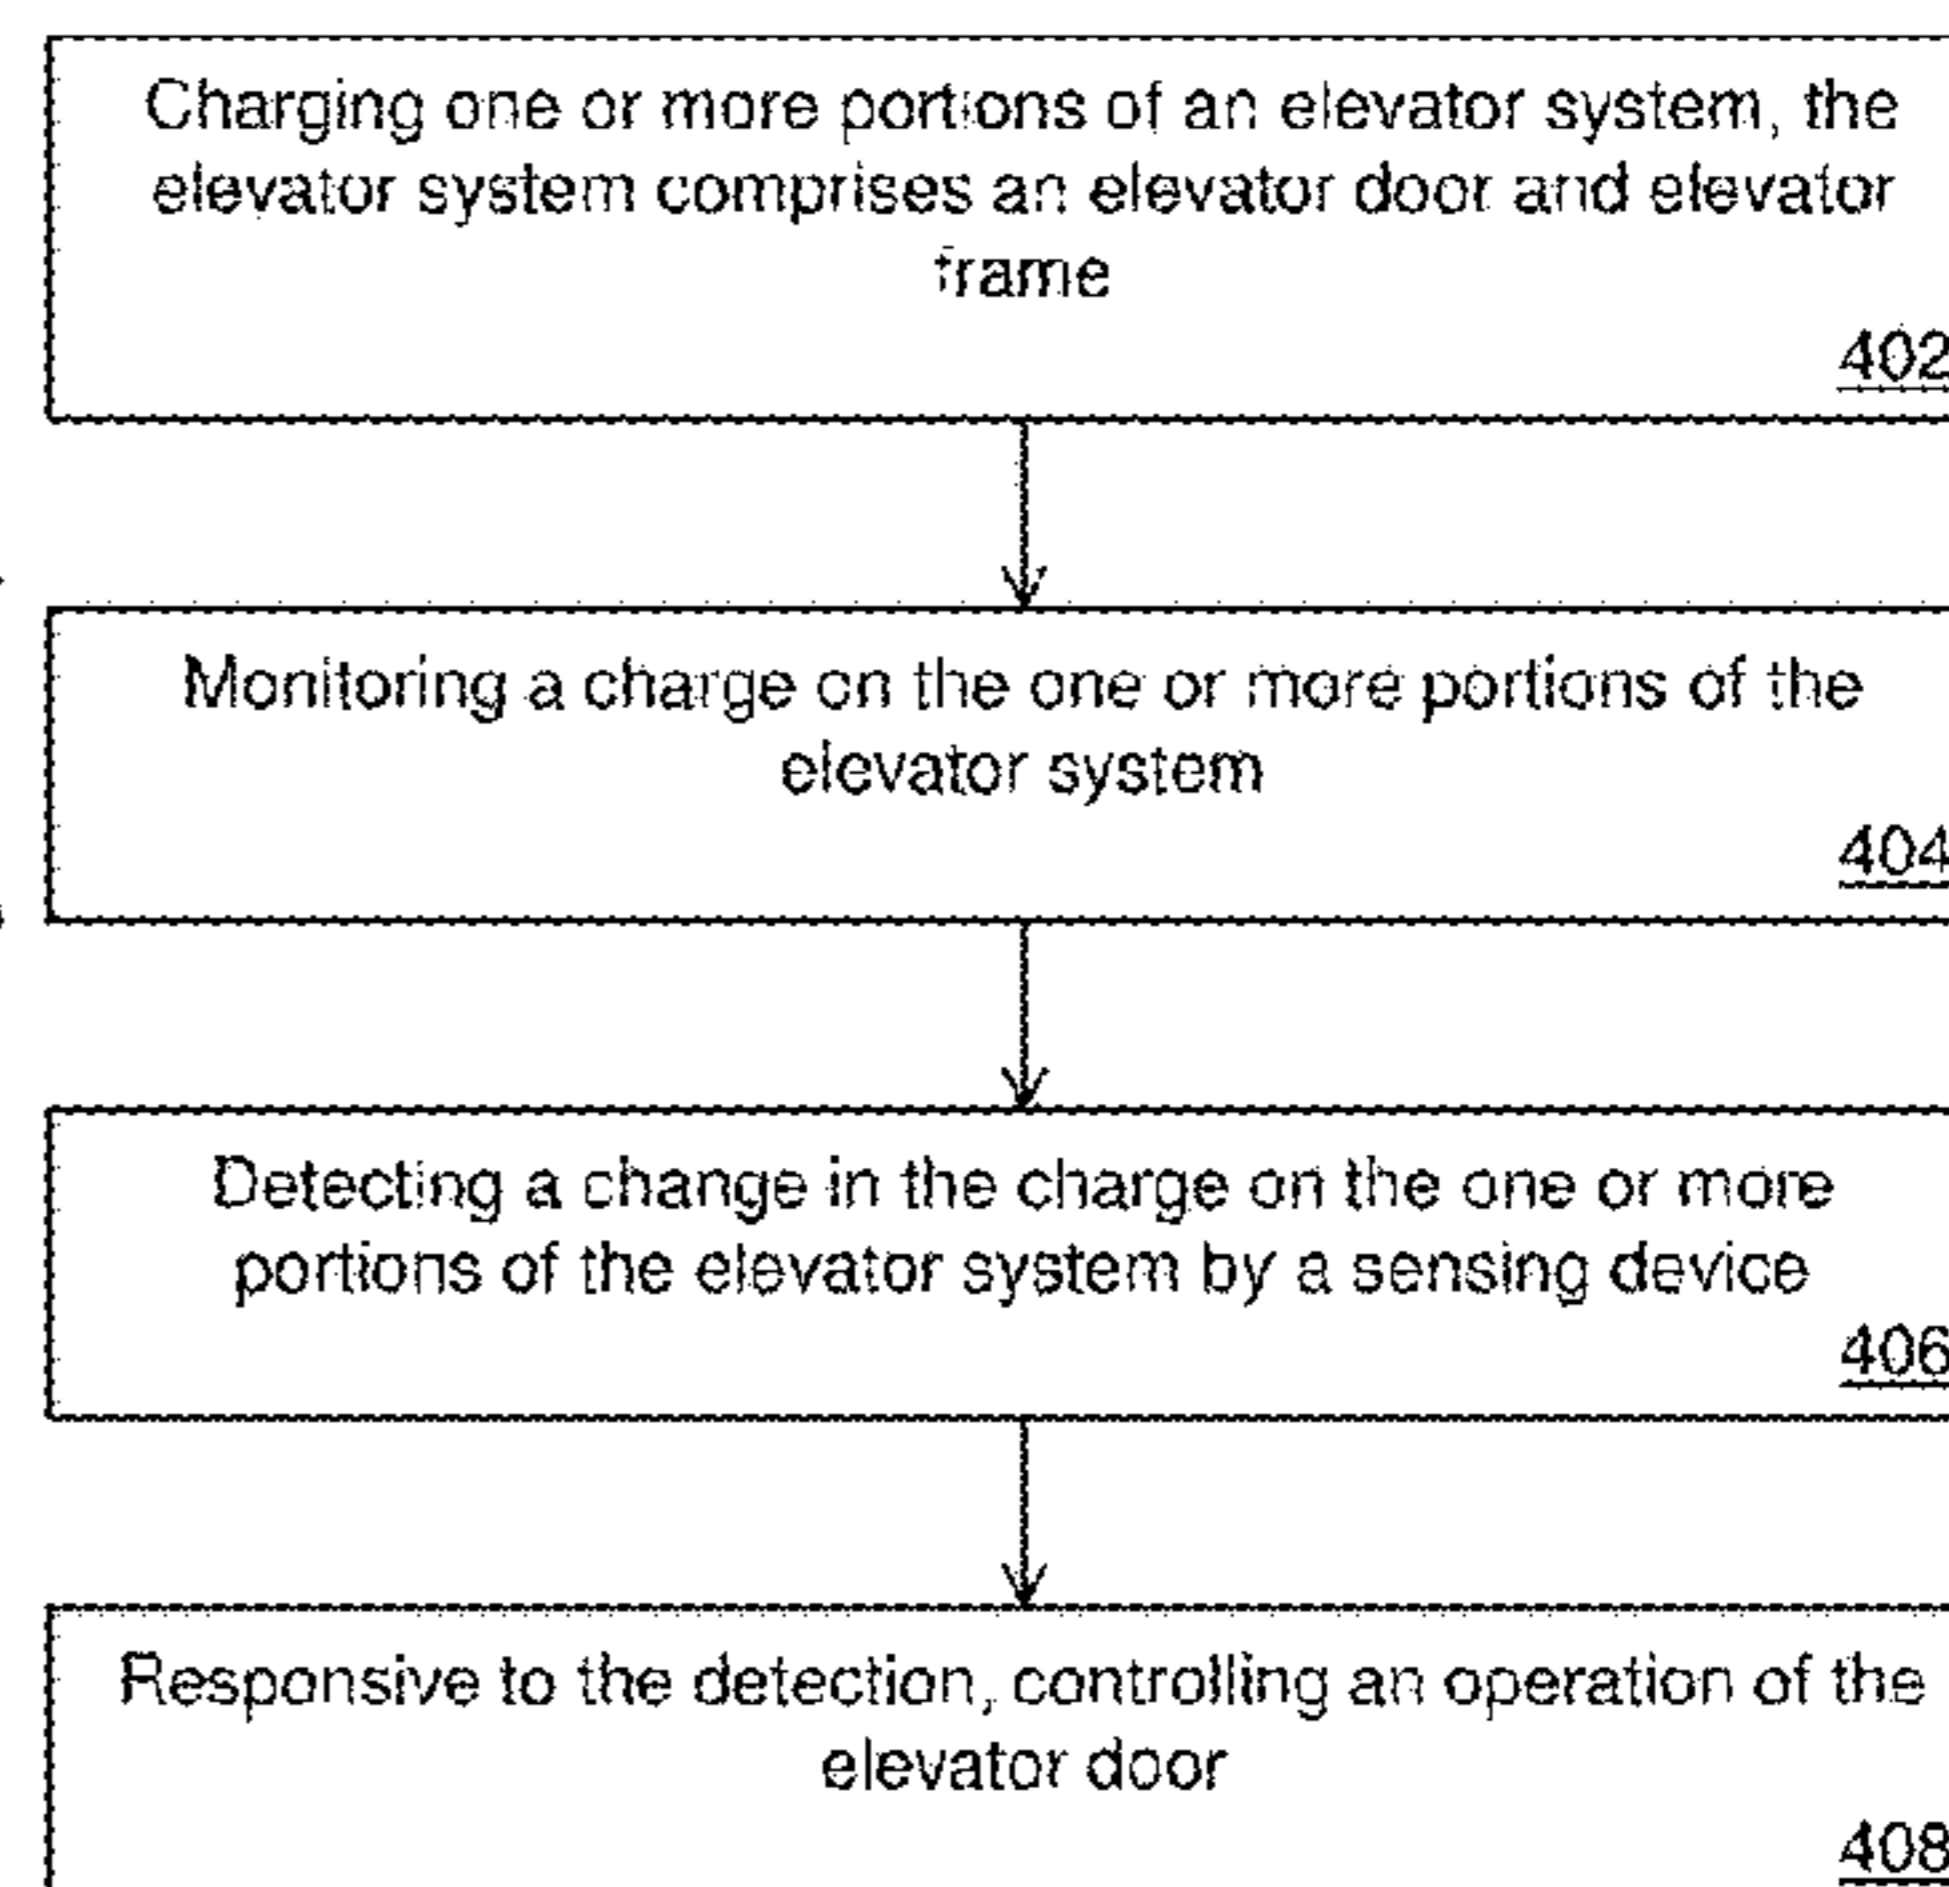 Charging one or more portions of an elevator system, the
elevator system comprises an elevator door and elevator
frame
402
Monitoring a charge on the one or more portions of the
elevator system
404
Detecting a change in the charge on the one or more
portions of the elevator system by a sensing device
406
Responsive to the detection, controlling an operation of the
elevator door
408